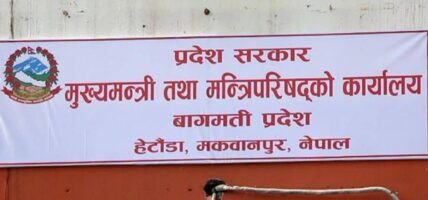 प्रदेश सरकार
मुख्यमन्त्री तथा मन्त्रिपरिषद्को कार्यालय
बागमती प्रदेश
हेटौंडा, मकवानपुर, नेपाल